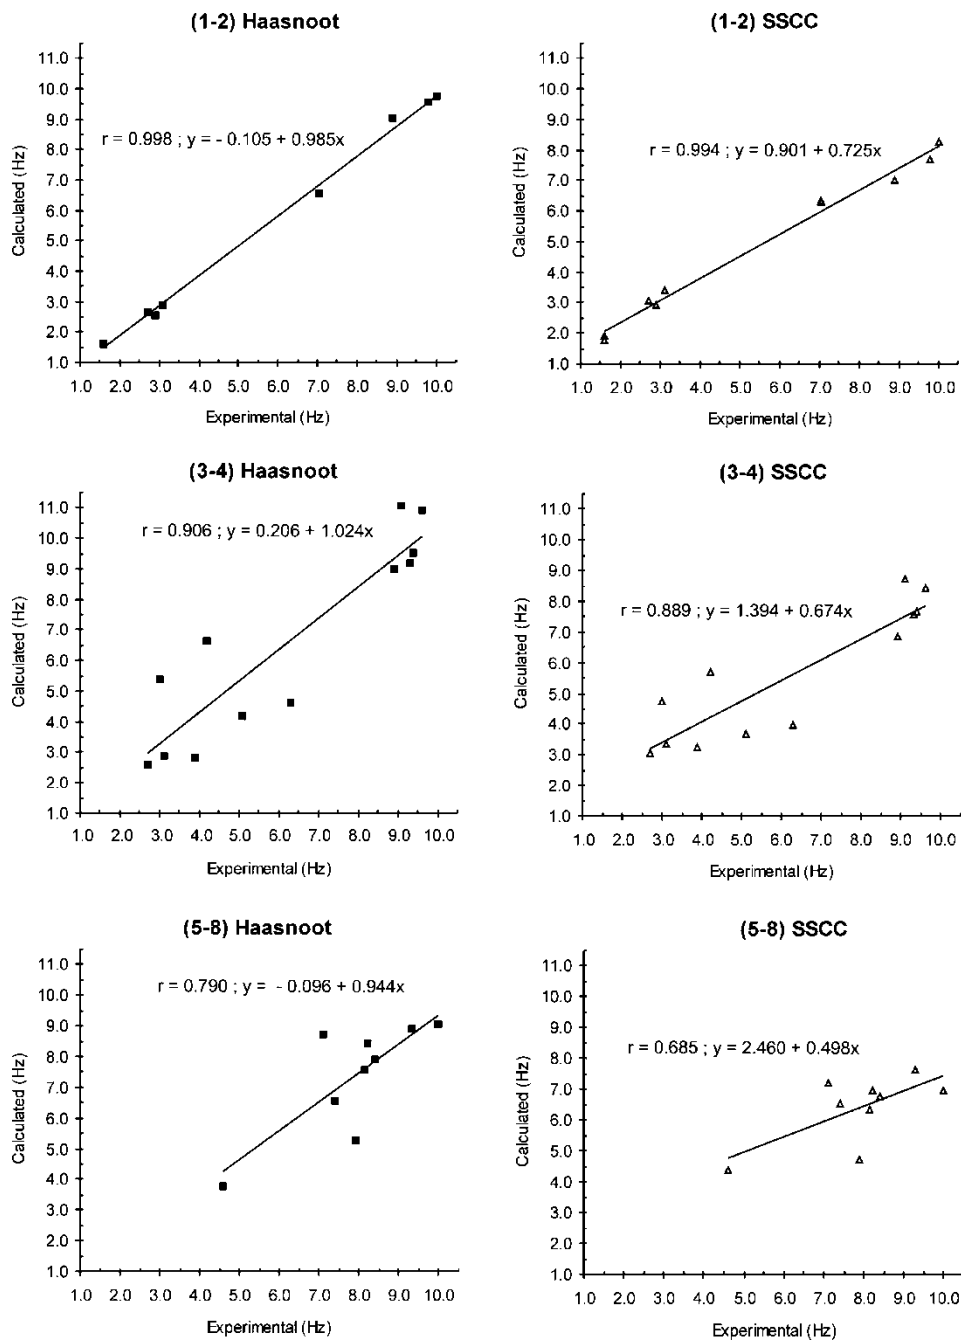 (1-2) Haasnoot
11.0
10.0
9.0
8.0
7.0
6.0
5.0
4.0
3.0
2.0
1.0
Calculated (Hz)
r = 0.998 ; y = - 0.105 + 0.985x
1.0 2.0 3.0 4.0 5.0 6.0 7.0 8.0 9.0 10.0
Experimental (Hz)
(1-2) SSCC
11.0
10.0
9.0
8.0
7.0
6.0
5.0
4.0
3.0
2.0
1.0
Calculated (Hz)
r = 0.994 ; y = 0.901 + 0.725x
1.0 2.0 3.0 4.0 5.0 6.0 7.0 8.0 9.0 10.0
Experimental (Hz)
(3-4) Haasnoot
11.0
10.0
9.0
8.0
7.0
6.0
5.0
4.0
3.0
2.0
1.0
Calculated (Hz)
r = 0.906 ; y = 0.206 + 1.024x
1.0 2.0 3.0 4.0 5.0 6.0 7.0 8.0 9.0 10.0
Experimental (Hz)
(3-4) SSCC
11.0
10.0
9.0
8.0
7.0
6.0
5.0
4.0
3.0
2.0
1.0
Calculated (Hz)
r = 0.889 ; y = 1.394 + 0.674x
1.0 2.0 3.0 4.0 5.0 6.0 7.0 8.0 9.0 10.0
Experimental (Hz)
(5-8) Haasnoot
11.0
10.0
9.0
8.0
7.0
6.0
5.0
4.0
3.0
2.0
1.0
Calculated (Hz)
r = 0.790 ; y = - 0.096 + 0.944x
1.0 2.0 3.0 4.0 5.0 6.0 7.0 8.0 9.0 10.0
Experimental (Hz)
(5-8) SSCC
11.0
10.0
9.0
8.0
7.0
6.0
5.0
4.0
3.0
2.0
1.0
Calculated (Hz)
r = 0.685 ; y = 2.460 + 0.498x
1.0 2.0 3.0 4.0 5.0 6.0 7.0 8.0 9.0 10.0
Experimental (Hz)